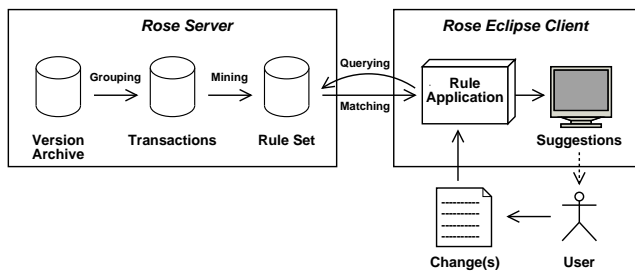 Rose Server
Rose Eclipse Client
Grouping
Mining
Querying
Matching
Rule
Application
Version
Archive
Transactions
Rule Set
Suggestions
Change(s)
User